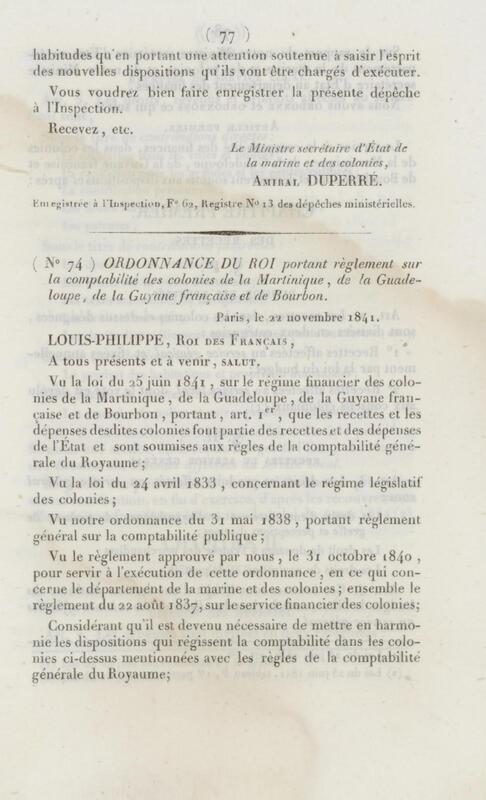 ( 77 )
habitudes qu'en portant une attention soutenue à saisir l'esprit
des nouvelles dispositions qu'ils vont être chargés d'exécuter.
Vous voudrez bien faire enregistrer la présente dépêche
à l'Inspection.
Recevez, etc.
Le Ministre secrétaire d'État de
la marine et des colonies,
Amiral DUPERRÉ.
Enregistrée à l'Inspection, F° 62, Registre N° 13 des dépêches ministérielles.
( N° 74 ) ORDONNANCE DU ROI portant règlement sur
la comptabilité des colonies de la Martinique, de la Guade-
loupe, de la Guyane française et de Bourbon.
Paris, le 22 novembre 1841.
LOUIS-PHILIPPE, Roi des Français,
A tous présents et à venir, salut.
Vu la loi du 25 juin 1841, sur le régime financier des colo-
nies de la Martinique, de la Guadeloupe, de la Guyane fran-
çaise et de Bourbon, portant, art. 1er, que les recettes et les
dépenses desdites colonies font partie des recettes et des dépenses
de l'État et sont soumises aux règles de la comptabilité géné-
rale du Royaume;
Vu la loi du 24 avril 1833, concernant le régime législatif
des colonies;
Vu notre ordonnance du 31 mai 1838, portant règlement
général sur la comptabilité publique;
Vu le règlement approuvé par nous, le 31 octobre 1840,
pour servir à l'exécution de cette ordonnance, en ce qui con-
cerne le département de la marine et des colonies; ensemble le
règlement du 22 août 1837, sur le service financier des colonies;
Considérant qu'il est devenu nécessaire de mettre en harmo-
nie les dispositions qui régissent la comptabilité dans les colo-
nies ci-dessus mentionnées avec les règles de la comptabilité
générale du Royaume;